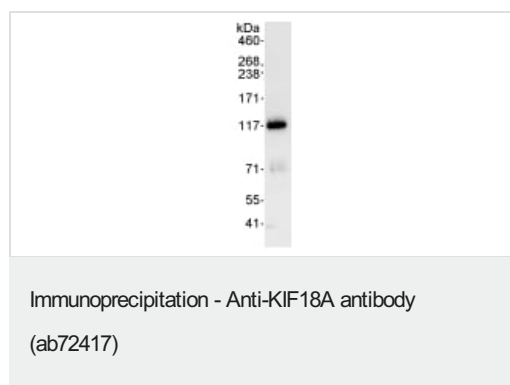 kDa
460-
268.
238-
171-
117-
71-
55-
41-
Immunoprecipitation - Anti-KIF18A antibody
(ab72417)